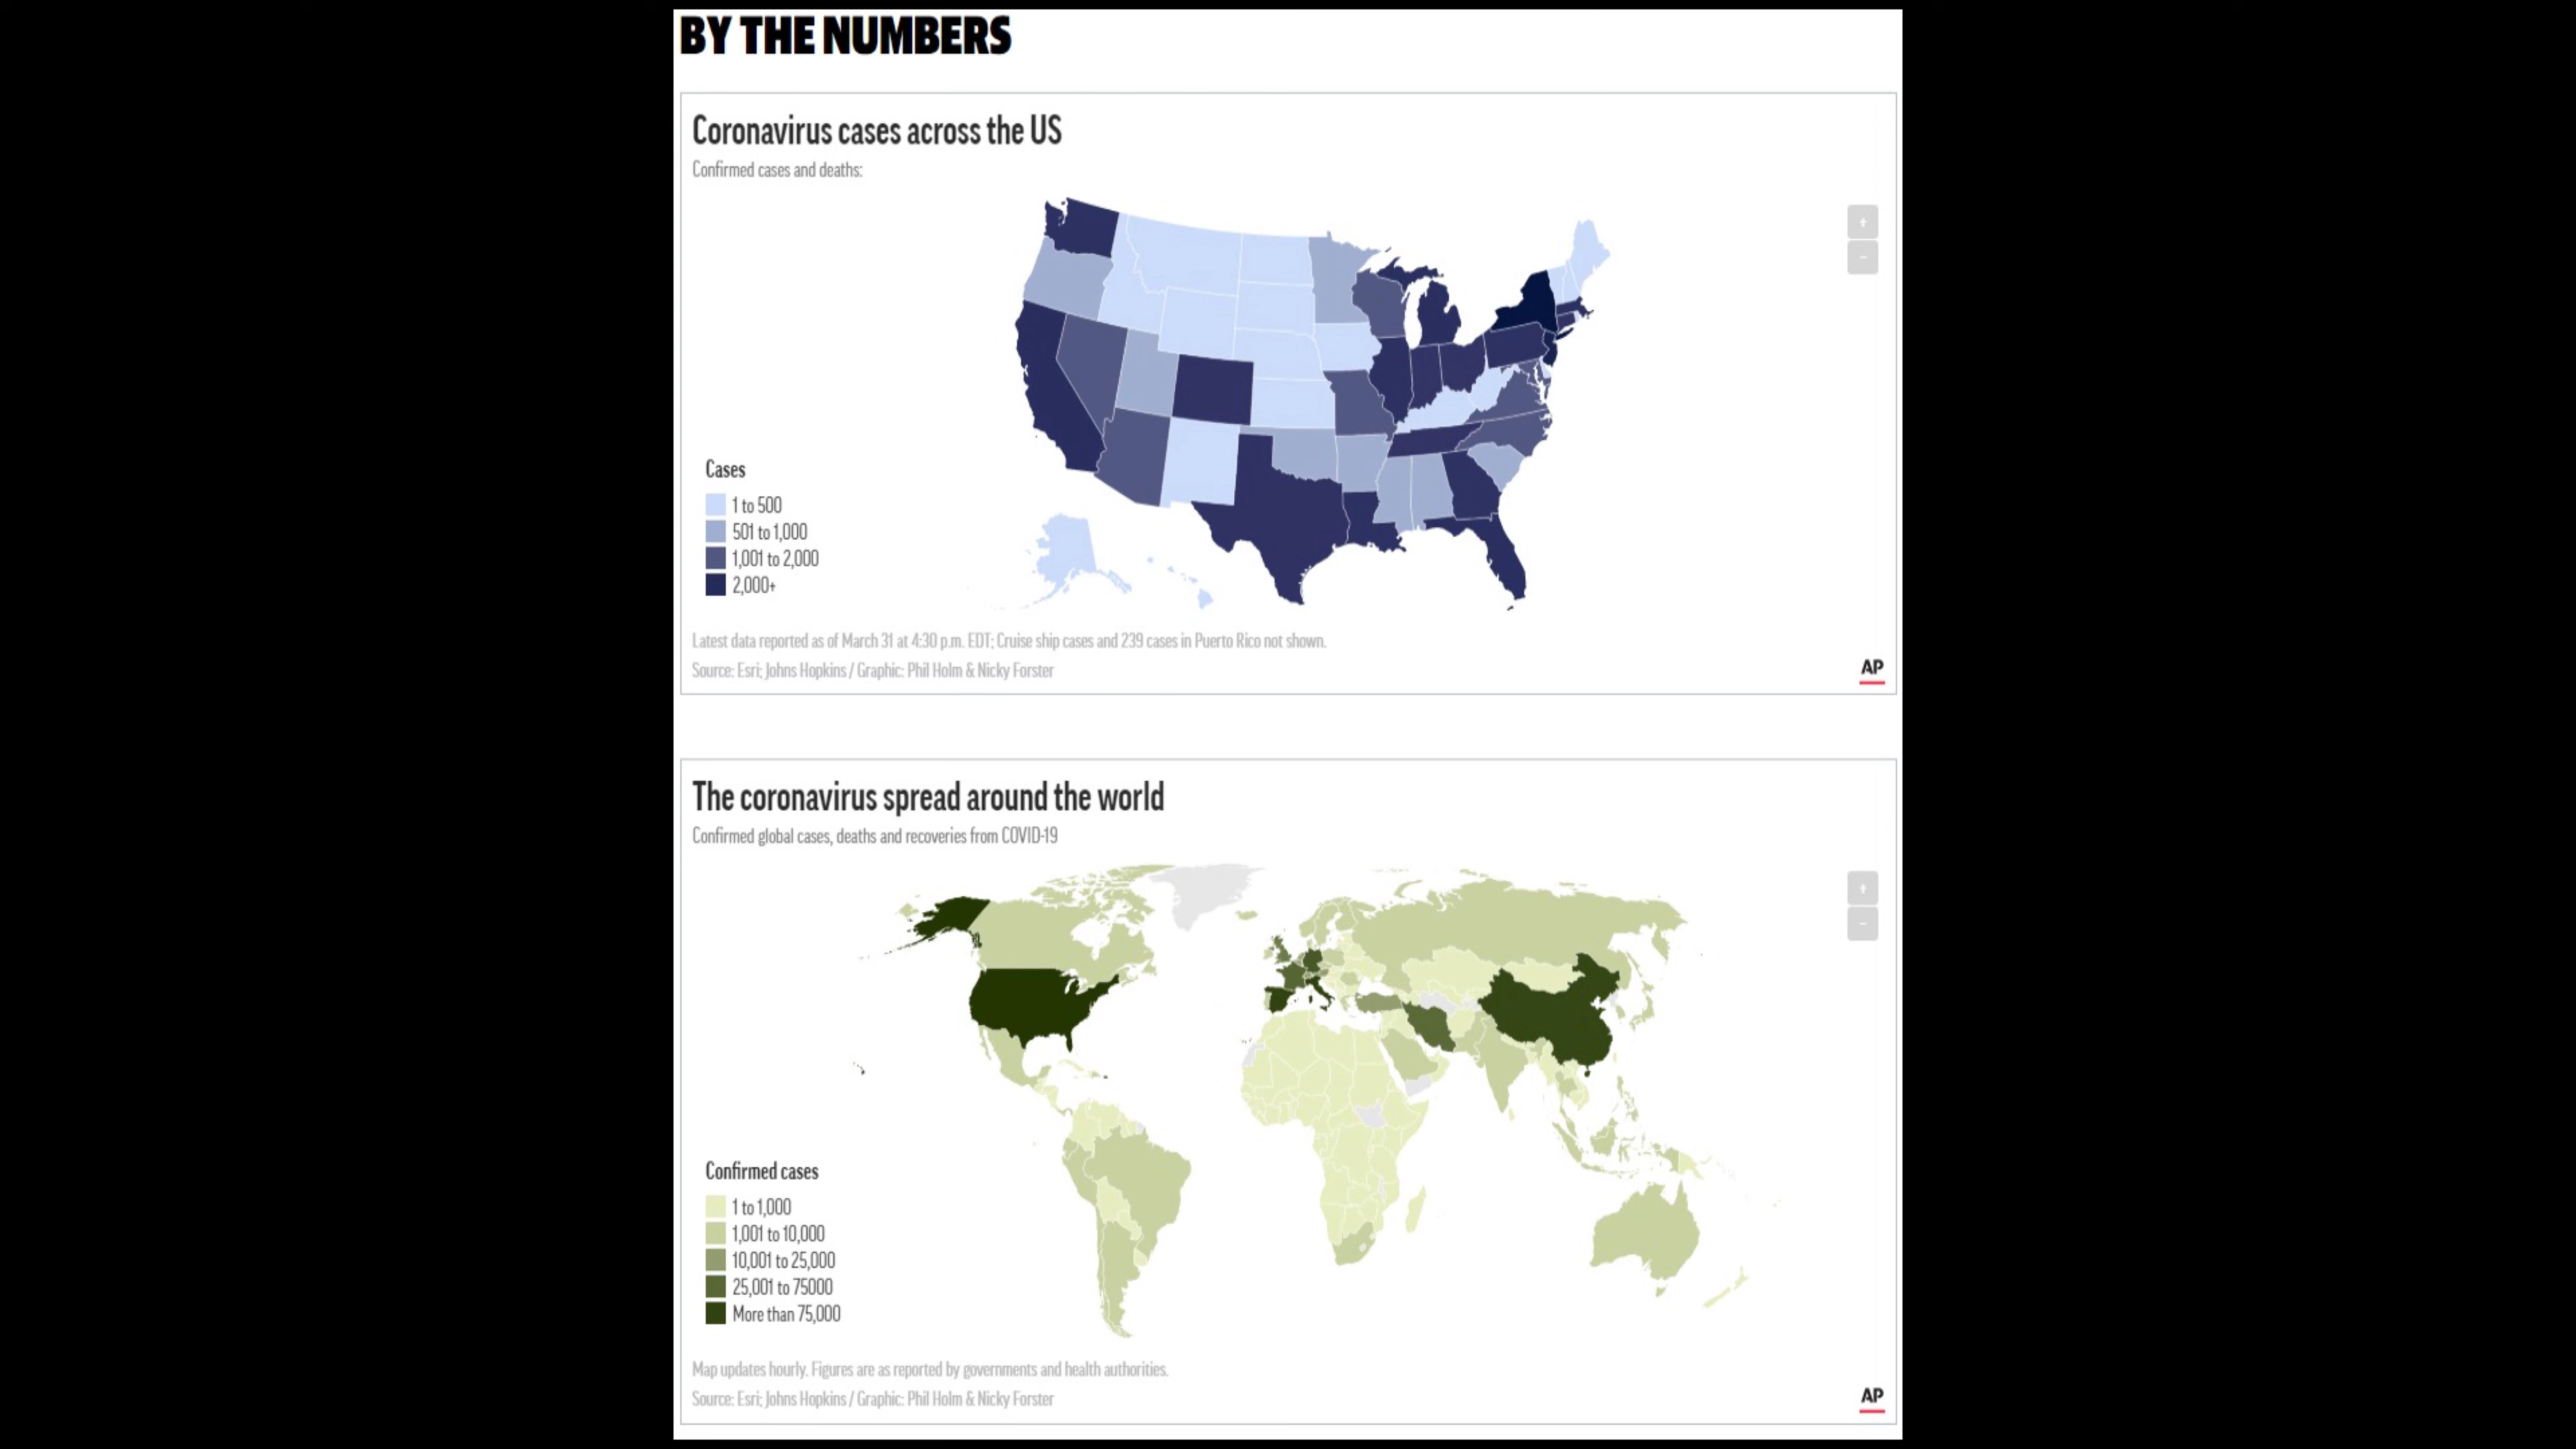 BY THE NUMBERS
Coronavirus cases across the US
Confirmed cases and deaths:
+
−
Cases
1 to 500
501 to 1,000
1,001 to 2,000
2,000+
Latest data reported as of March 31 at 4:30 p.m. EDT; Cruise ship cases and 239 cases in Puerto Rico not shown.
Source: Esri; Johns Hopkins / Graphic: Phil Holm & Nicky Forster
AP
The coronavirus spread around the world
Confirmed global cases, deaths and recoveries from COVID-19
+
−
Confirmed cases
1 to 1,000
1,001 to 10,000
10,001 to 25,000
25,001 to 75000
More than 75,000
Map updates hourly. Figures are as reported by governments and health authorities.
Source: Esri; Johns Hopkins / Graphic: Phil Holm & Nicky Forster
AP